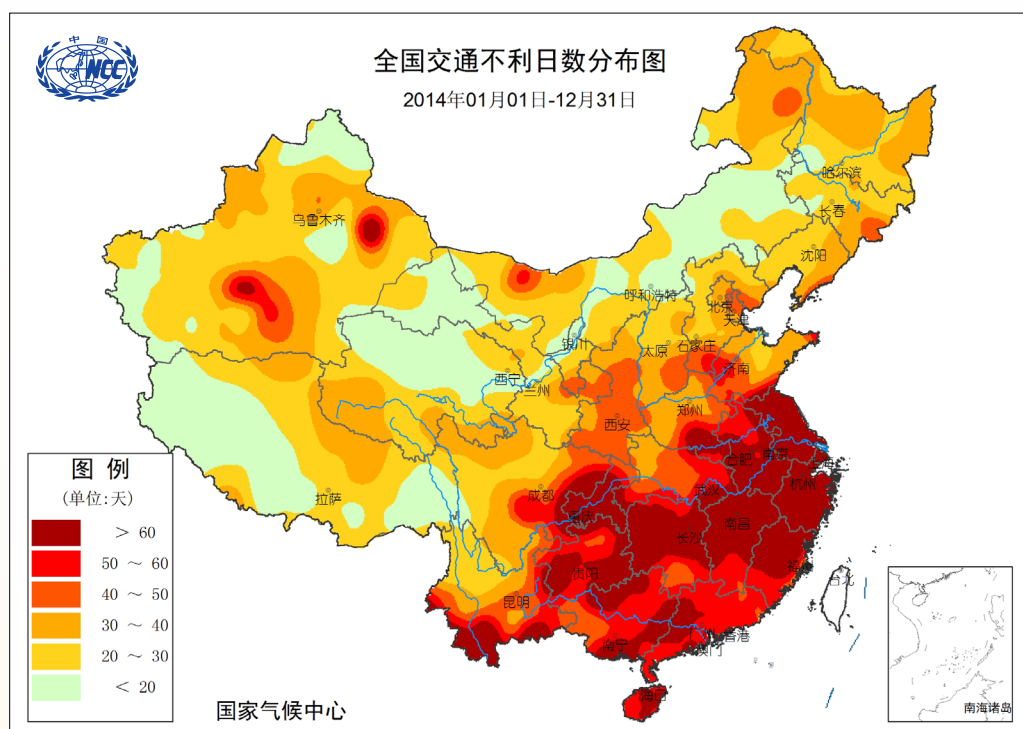 中国
NCC
全国交通不利日数分布图
2014年01月01日-12月31日
哈尔滨
长春
乌鲁木齐
沈阳
呼和浩特
北京
天津
银川
太原
石家庄
西宁
济南
兰州
郑州
西安
南京
合肥
上海
成都
武汉
杭州
拉萨
重庆
南昌
长沙
贵阳
福州
台北
昆明
广州
香港
南宁
澳门
海口
图 例
(单位:天)
> 60
50 ～ 60
40 ～ 50
30 ～ 40
20 ～ 30
< 20
国家气候中心
南海诸岛